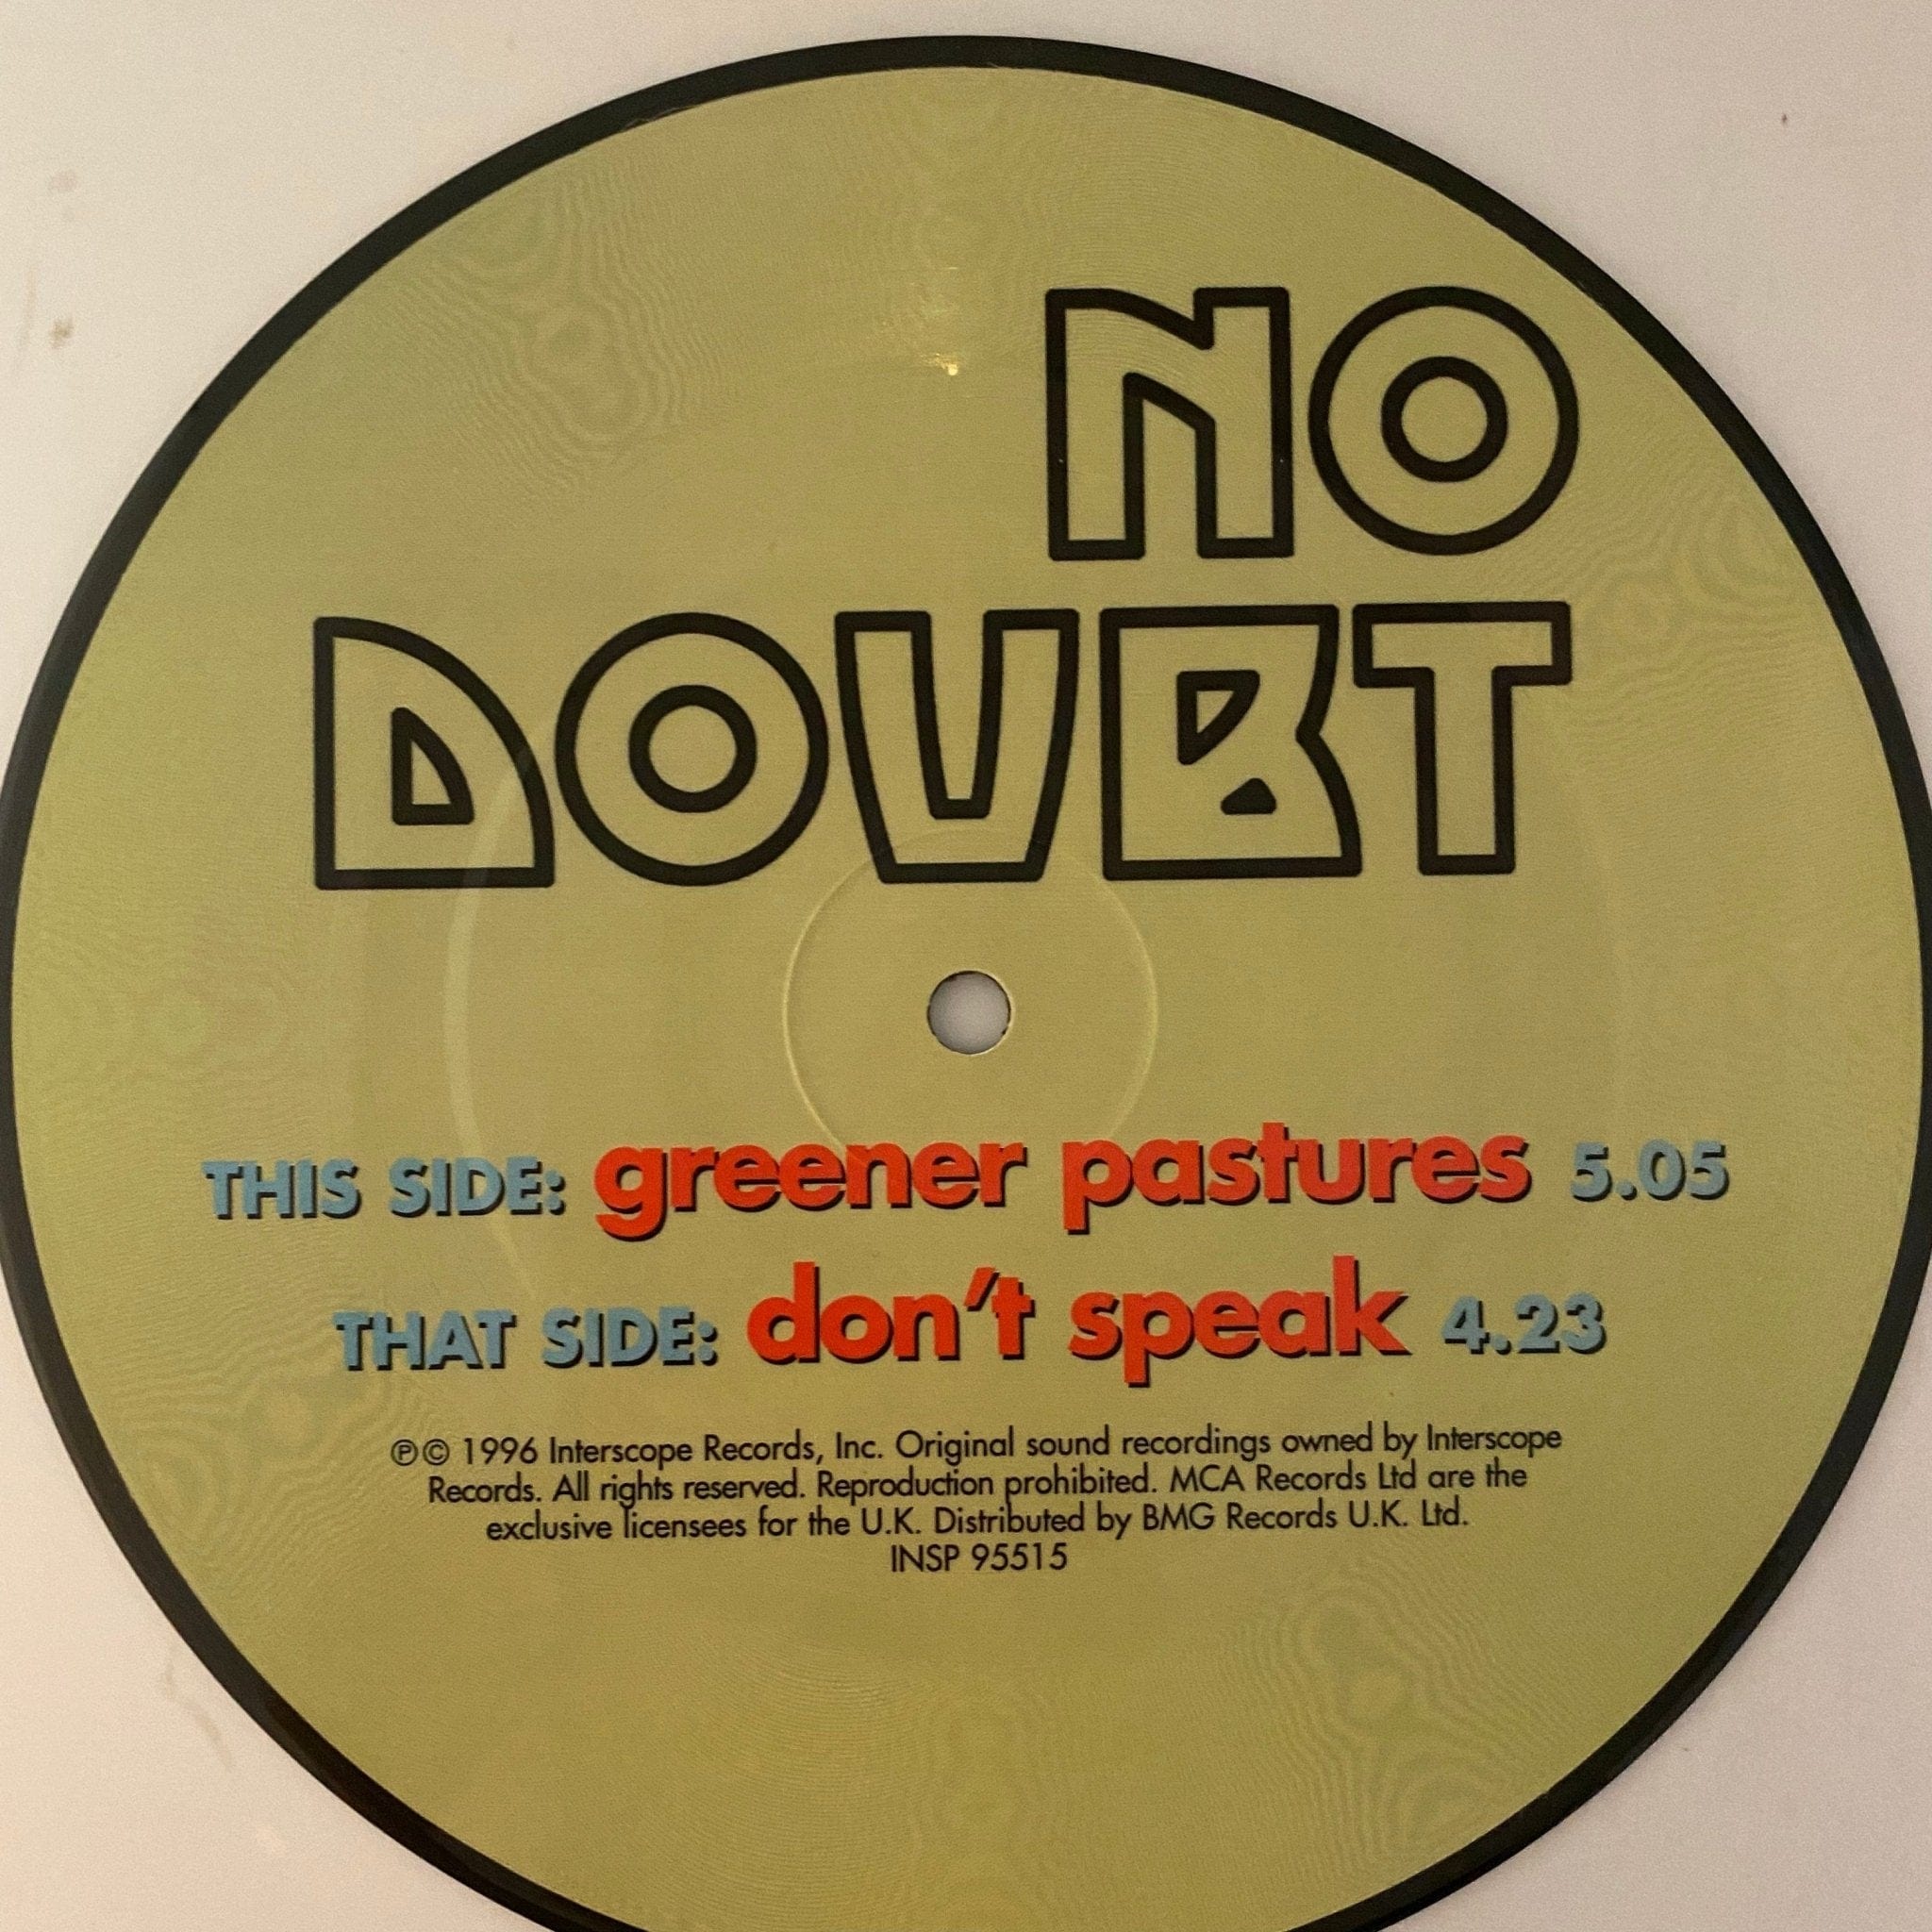 NO
DOUBT
THIS SIDE: greener pastures 5.05
THAT SIDE: don't speak 4.23
℗© 1996 Interscope Records, Inc. Original sound recordings owned by Interscope
Records. All rights reserved. Reproduction prohibited. MCA Records Ltd are the
exclusive licensees for the U.K. Distributed by BMG Records U.K. Ltd.
INSP 95515